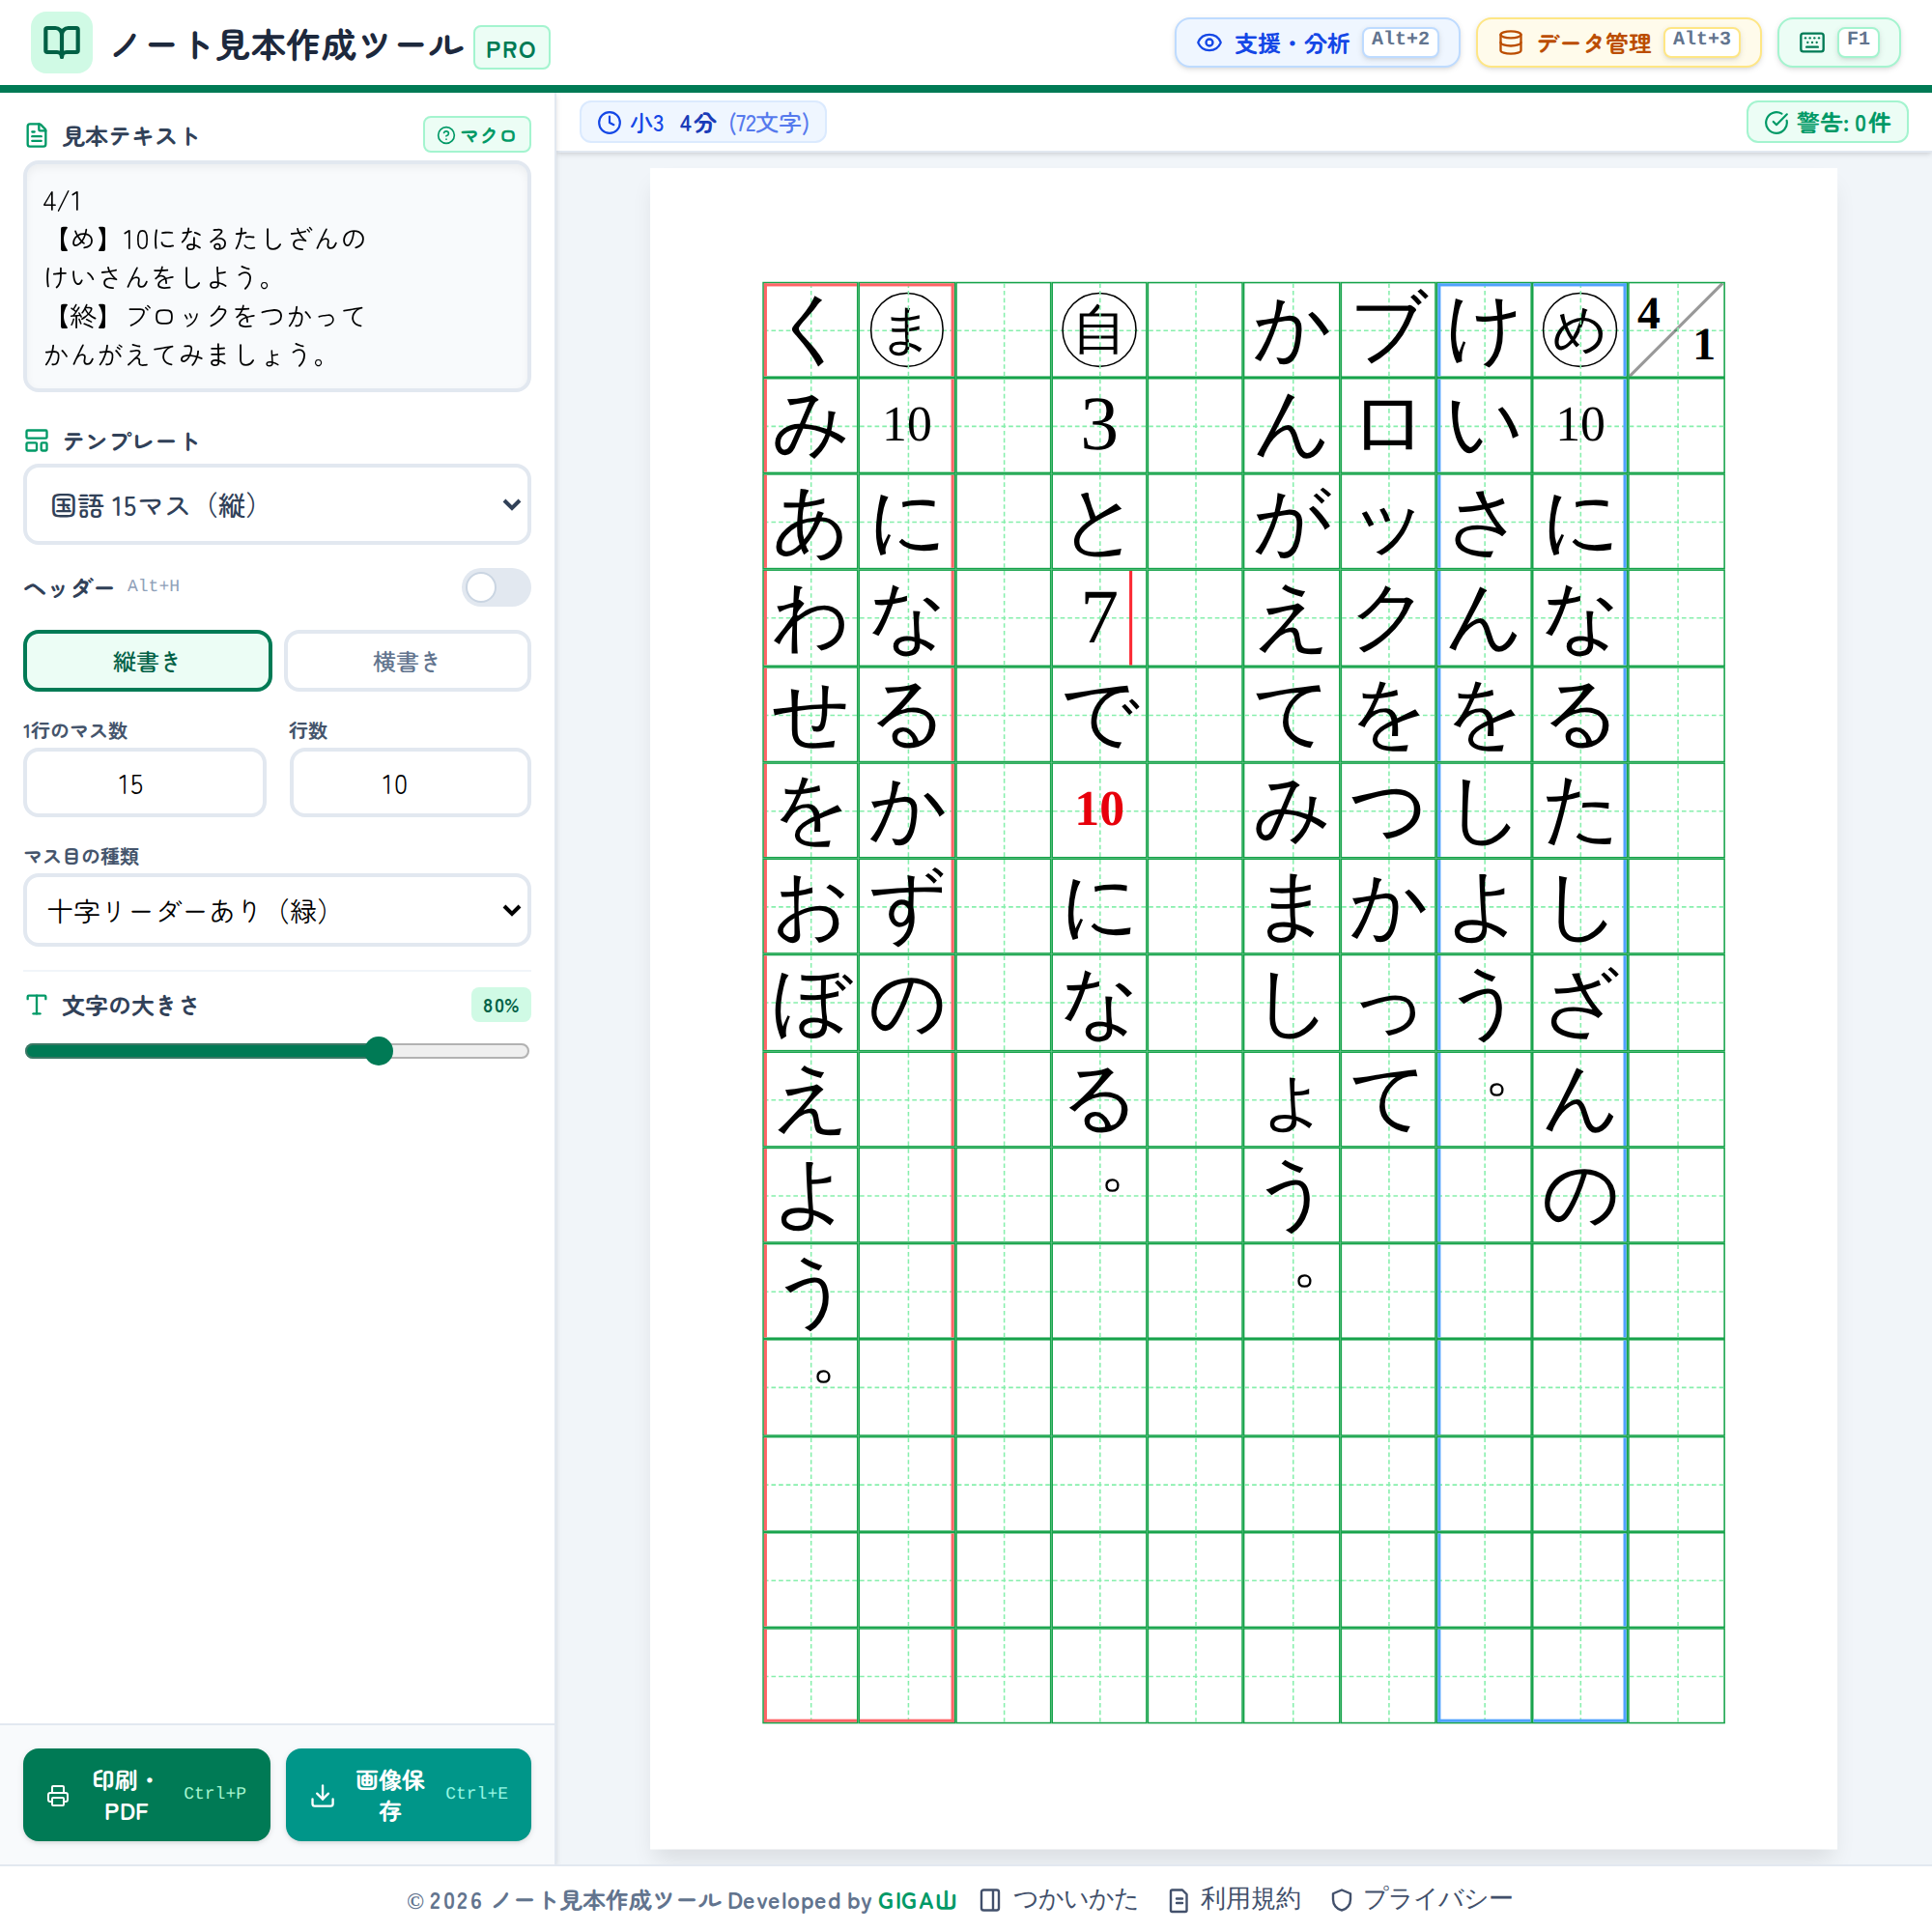 ノート見本作成ツール PRO
支援・分析 Alt+2
データ管理 Alt+3
F1
見本テキスト
マクロ
4/1
【め】10になるたしざんの
けいさんをしよう。
【終】ブロックをつかって
かんがえてみましょう。
テンプレート
国語 15マス（縦）
ヘッダー Alt+H
縦書き
横書き
1行のマス数
行数
15
10
マス目の種類
十字リーダーあり（緑）
文字の大きさ
80%
印刷・PDF Ctrl+P
画像保存 Ctrl+E
小3 4分 (72文字)
警告: 0件
4 1
め10になるたしざんの
けいさんをしよう。
ブロックをつかって
かんがえてみましょう。
自3と7で10になる。
ま10になるかずの
くみあわせをおぼえよう。
© 2026 ノート見本作成ツール Developed by GIGA山
つかいかた
利用規約
プライバシー